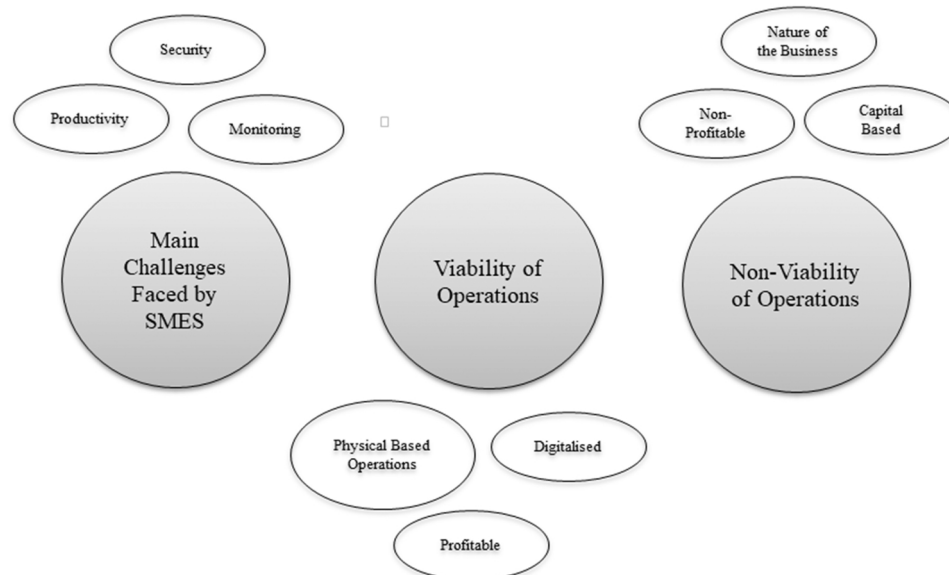 Security
Productivity
Monitoring
Nature of
the Business
Non-
Profitable
Capital
Based
Main
Challenges
Faced by
SMES
Viability of
Operations
Non-Viability
of Operations
Physical Based
Operations
Digitalised
Profitable